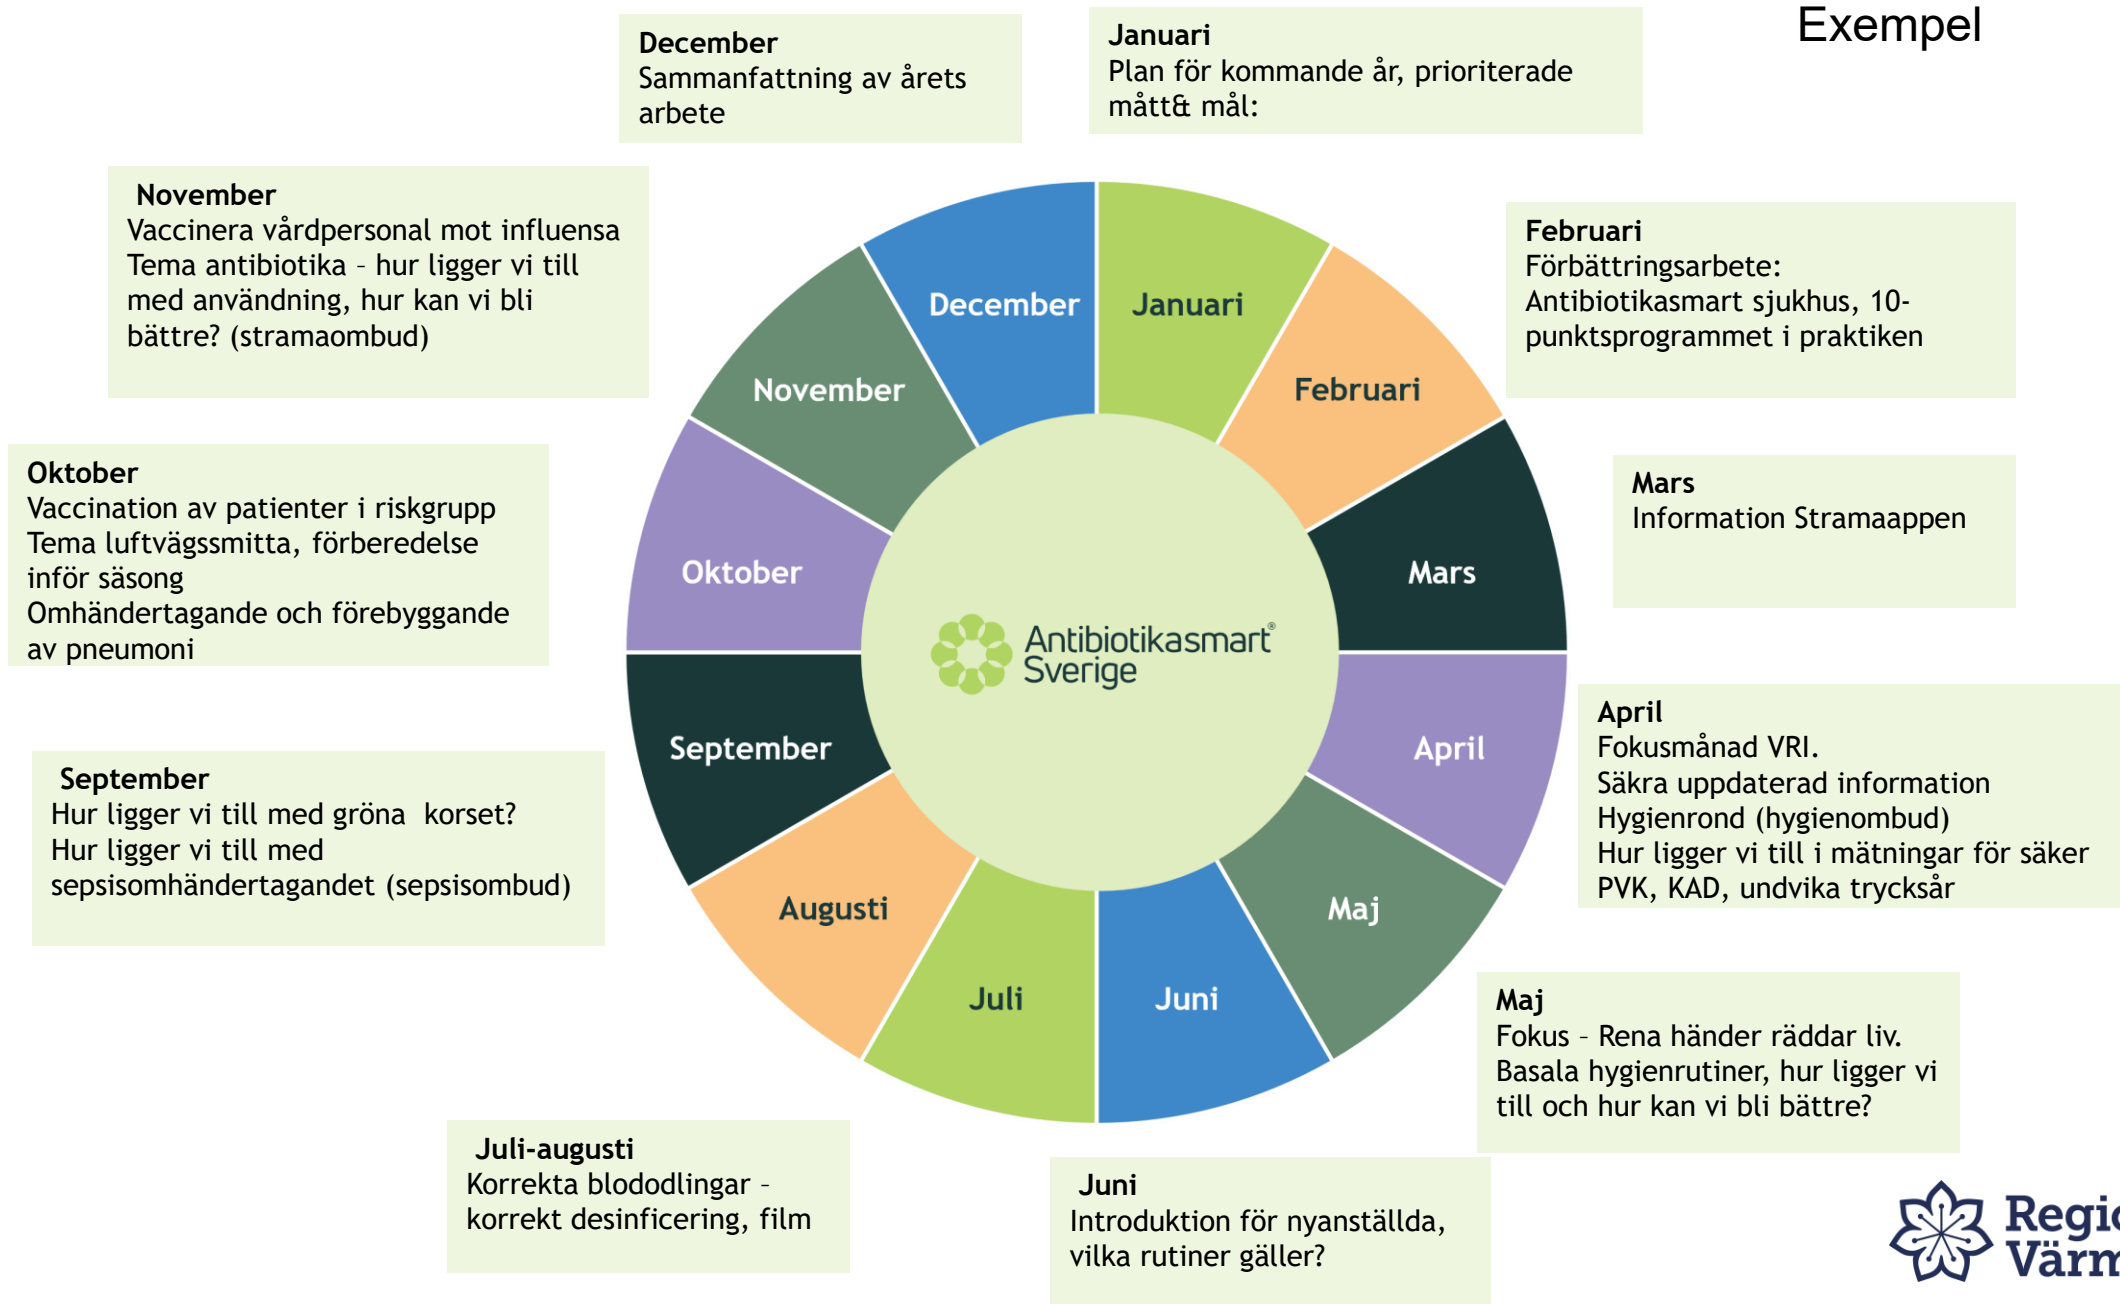 Exempel
December
Sammanfattning av årets
arbete
Januari
Plan för kommande år, prioriterade
mått& mål:
November
Vaccinera vårdpersonal mot influensa
Tema antibiotika – hur ligger vi till
med användning, hur kan vi bli
bättre? (stramaombud)
Februari
Förbättringsarbete:
Antibiotikasmart sjukhus, 10-
punktsprogrammet i praktiken
Oktober
Vaccination av patienter i riskgrupp
Tema luftvägssmitta, förberedelse
inför säsong
Omhändertagande och förebyggande
av pneumoni
Mars
Information Stramaappen
September
Hur ligger vi till med gröna  korset?
Hur ligger vi till med
sepsisomhändertagandet (sepsisombud)
April
Fokusmånad VRI.
Säkra uppdaterad information
Hygienrond (hygienombud)
Hur ligger vi till i mätningar för säker
PVK, KAD, undvika trycksår
Juli-augusti
Korrekta blododlingar –
korrekt desinficering, film
Juni
Introduktion för nyanställda,
vilka rutiner gäller?
Maj
Fokus – Rena händer räddar liv.
Basala hygienrutiner, hur ligger vi
till och hur kan vi bli bättre?
December
Januari
Februari
Mars
April
Maj
Juni
Juli
Augusti
September
Oktober
November
Antibiotikasmart®
Sverige
Regio
Värm